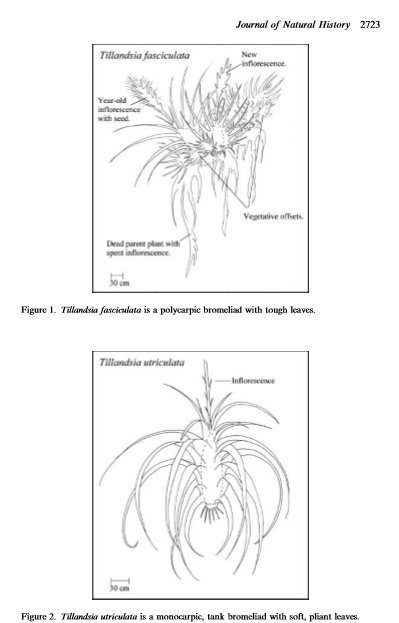 Journal of Natural History 2723
Tillandsia fasciculata
New
inflorescence.
Year-old
inflorescence
with seed.
Vegetative offsets.
Dead parent plant with
spent inflorescence.
30 cm
Figure 1. Tillandsia fasciculata is a polycarpic bromeliad with tough leaves.
Tillandsia utriculata
Inflorescence
30 cm
Figure 2. Tillandsia utriculata is a monocarpic, tank bromeliad with soft, pliant leaves.